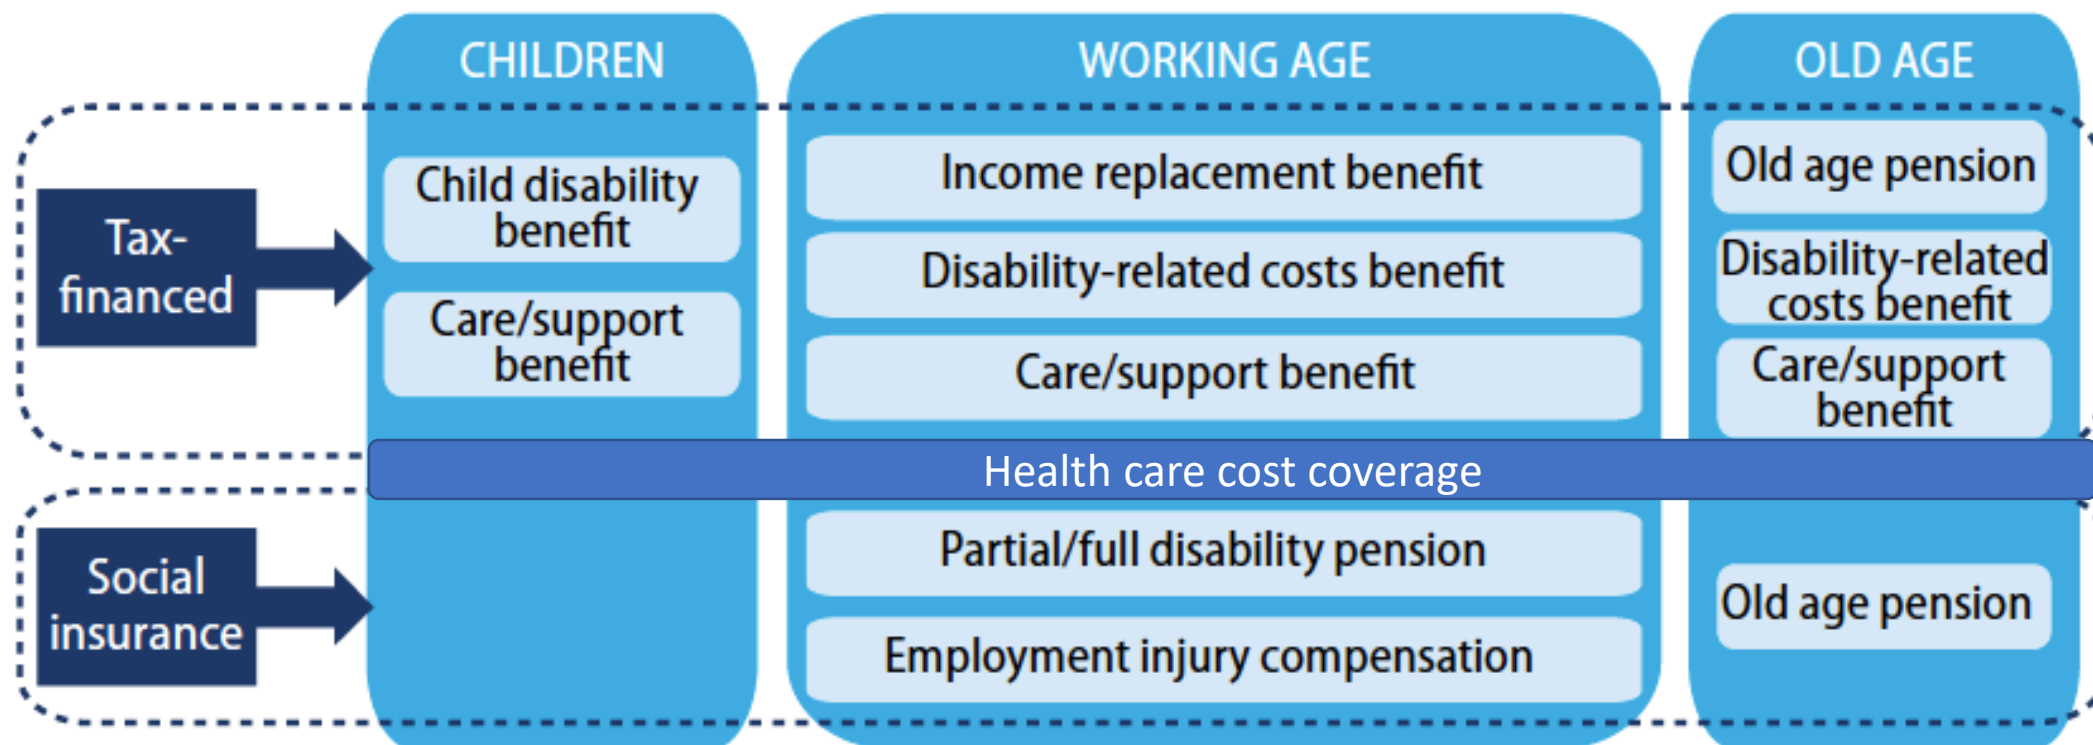 CHILDREN
WORKING AGE
OLD AGE
Tax-
financed
Child disability
benefit
Care/support
benefit
Income replacement benefit
Disability-related costs benefit
Care/support benefit
Old age pension
Disability-related
costs benefit
Care/support
benefit
Health care cost coverage
Social
insurance
Partial/full disability pension
Employment injury compensation
Old age pension